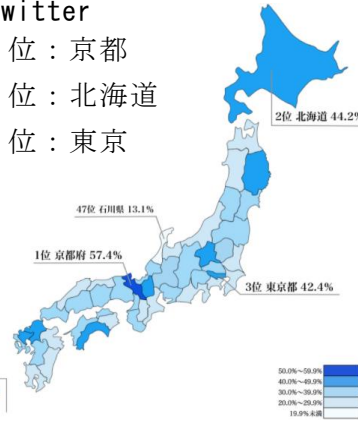 witter
位：京都
位：北海道
位：東京
2位 北海道 44.2%
47位 石川県 13.1%
1位 京都府 57.4%
3位 東京都 42.4%
50.0%～59.9%
40.0%～49.9%
30.0%～39.9%
20.0%～29.9%
19.9%未満